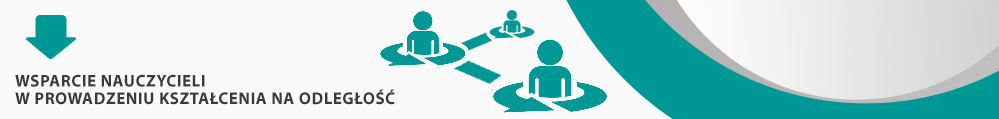 WSPARCIE NAUCZYCIELI
W PROWADZENIU KSZTAŁCENIA NA ODLEGŁOŚĆ